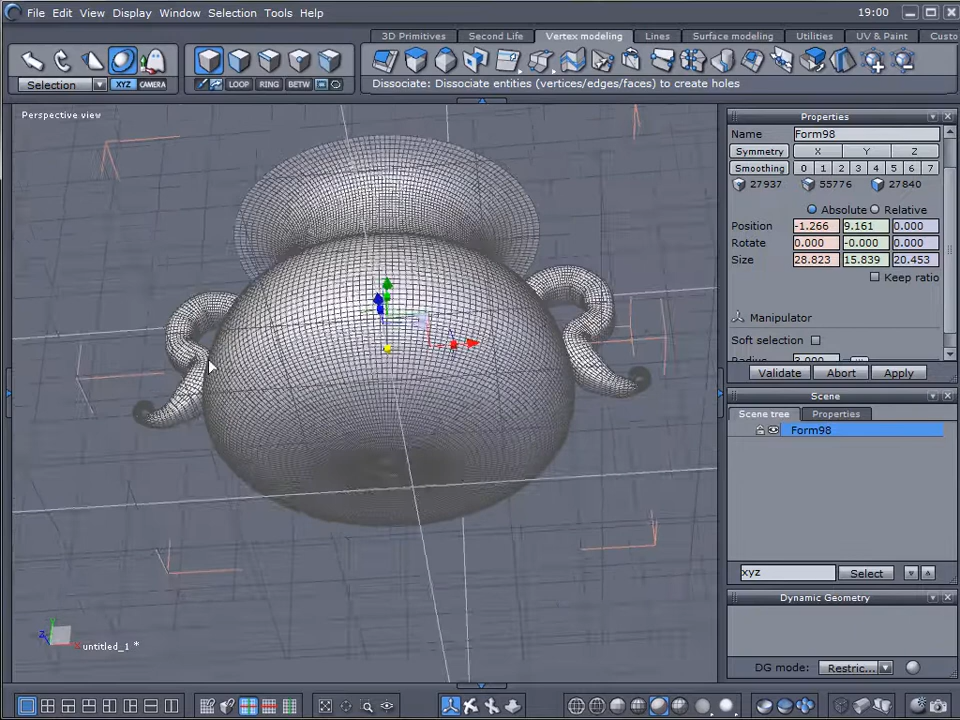 File Edit View Display Window Selection Tools Help 19:00
3D Primitives Second Life Vertex modeling Lines Surface modeling Utilities UV & Paint Custo
Selection XYZ CAMERA LOOP RING BETW Dissociate: Dissociate entities (vertices/edges/faces) to create holes
Perspective view
Properties
Name Form98
Symmetry X Y Z
Smoothing 0 1 2 3 4 5 6 7
27937 55776 27840
Absolute Relative
Position -1.266 9.161 0.000
Rotate 0.000 -0.000 0.000
Size 28.823 15.839 20.453
Keep ratio
Manipulator
Soft selection
Radius 3.000
Validate Abort Apply
Scene
Scene tree Properties
Form98
xyz Select
Dynamic Geometry
DG mode: Restric...
Y Z X
untitled_1 *